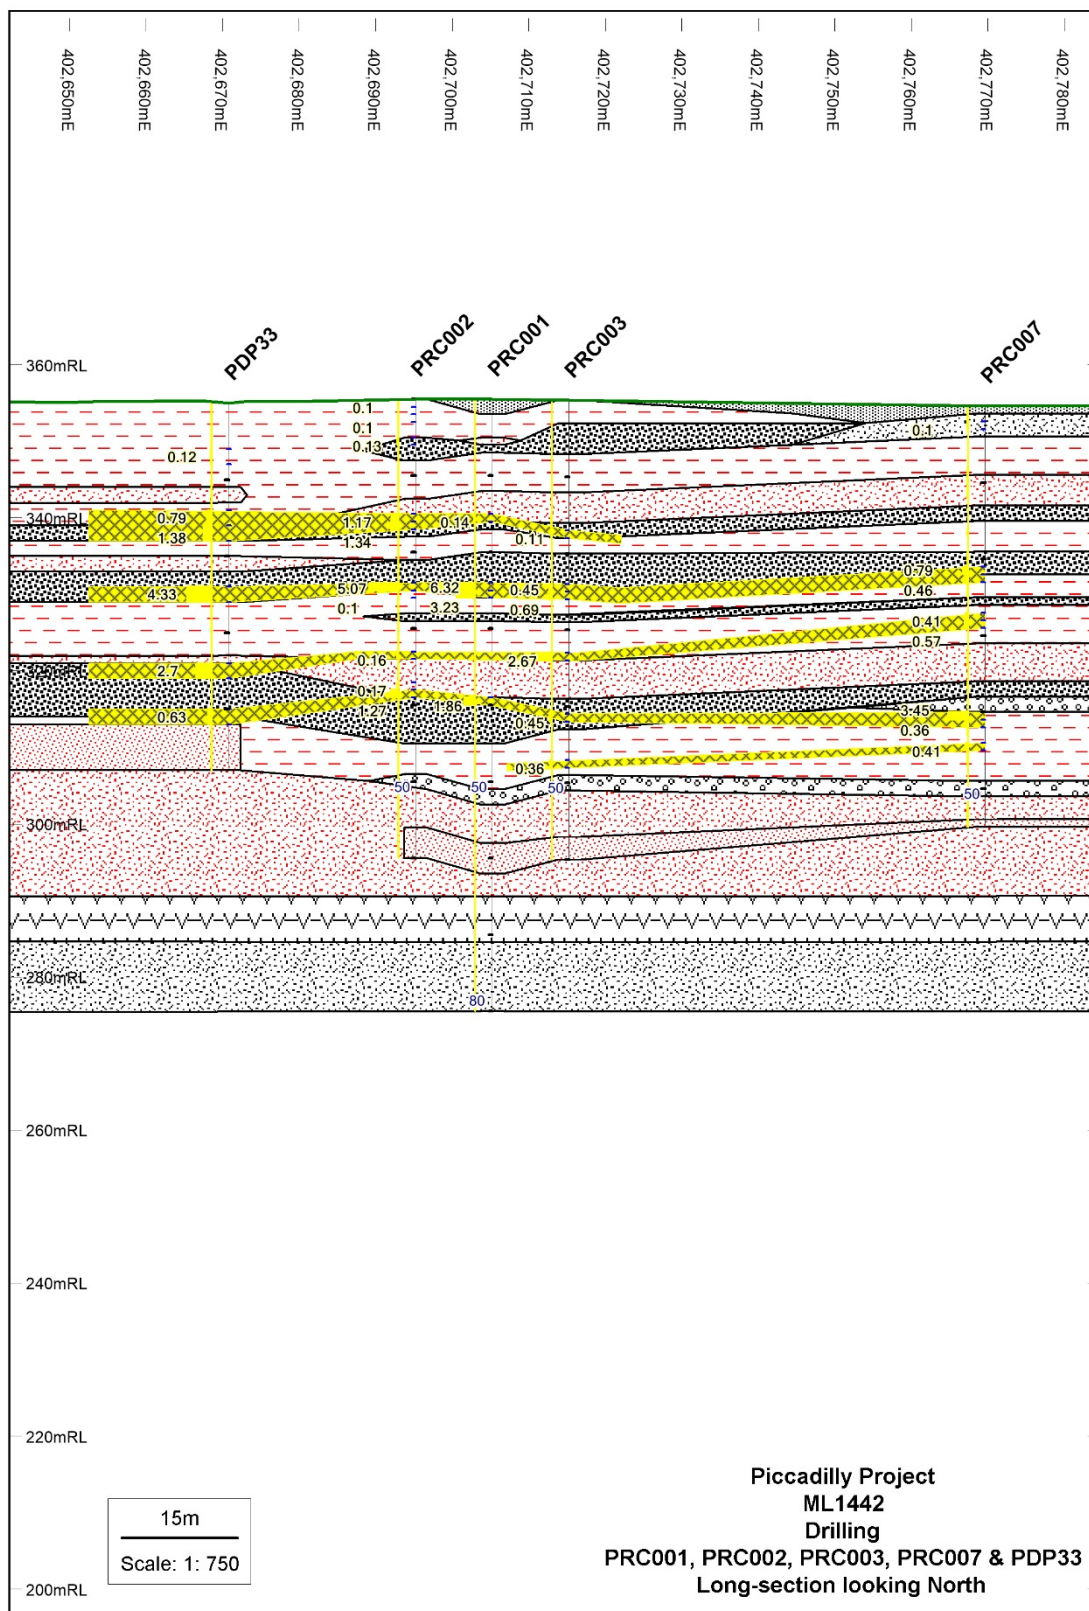 402,650mE
402,660mE
402,670mE
402,680mE
402,690mE
402,700mE
402,710mE
402,720mE
402,730mE
402,740mE
402,750mE
402,760mE
402,770mE
402,780mE
PDP33
PRC002
PRC001
PRC003
PRC007
360mRL
0.1
0.1
0.1
0.13
0.12
340mRL
0.79 1.17 0.14
1.38 1.34 0.11
0.79
4.33 5.07 6.32 0.45 0.46
0.1 3.23 0.69
0.41
0.57
320mRL
2.7 0.16 2.67
0.17
0.63 1.27 1.86 0.45 3.45
0.36
0.36 0.41
50 50 50 50
300mRL
280mRL
80
260mRL
240mRL
220mRL
200mRL
15m
Scale: 1: 750
Piccadilly Project
ML1442
Drilling
PRC001, PRC002, PRC003, PRC007 & PDP33
Long-section looking North